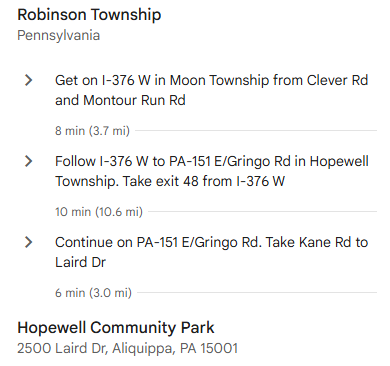 Robinson Township
Pennsylvania
Get on I-376 W in Moon Township from Clever Rd
and Montour Run Rd
8 min (3.7 mi)
Follow I-376 W to PA-151 E/Gringo Rd in Hopewell
Township. Take exit 48 from I-376 W
10 min (10.6 mi)
Continue on PA-151 E/Gringo Rd. Take Kane Rd to
Laird Dr
6 min (3.0 mi)
Hopewell Community Park
2500 Laird Dr, Aliquippa, PA 15001